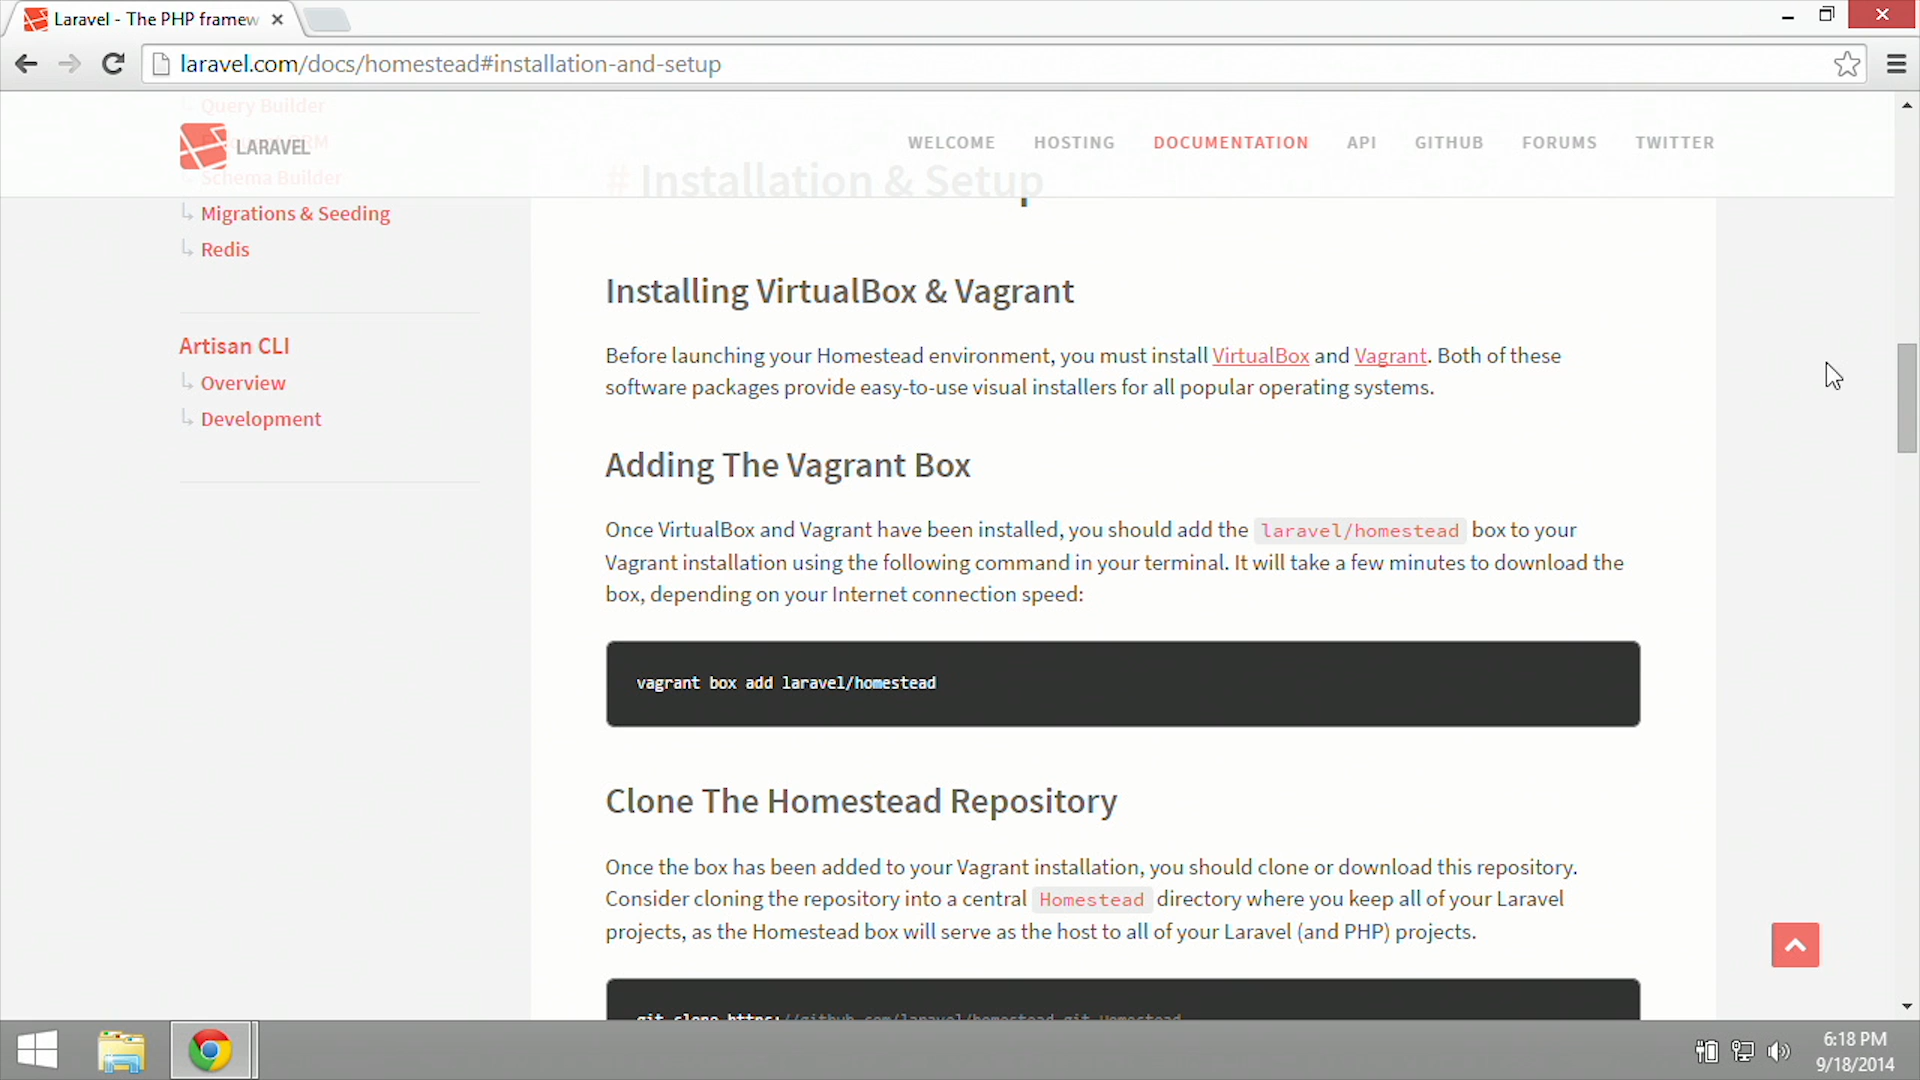 Laravel - The PHP framew
laravel.com/docs/homestead#installation-and-setup
Query Builder
LARAVEL
WELCOME HOSTING DOCUMENTATION API GITHUB FORUMS TWITTER
Schema Builder
# Installation & Setup
Migrations & Seeding
Redis
Artisan CLI
Overview
Development
Installing VirtualBox & Vagrant
Before launching your Homestead environment, you must install VirtualBox and Vagrant. Both of these
software packages provide easy-to-use visual installers for all popular operating systems.
Adding The Vagrant Box
Once VirtualBox and Vagrant have been installed, you should add the laravel/homestead box to your
Vagrant installation using the following command in your terminal. It will take a few minutes to download the
box, depending on your Internet connection speed:
vagrant box add laravel/homestead
Clone The Homestead Repository
Once the box has been added to your Vagrant installation, you should clone or download this repository.
Consider cloning the repository into a central Homestead directory where you keep all of your Laravel
projects, as the Homestead box will serve as the host to all of your Laravel (and PHP) projects.
git clone https://github.com/laravel/homestead.git Homestead
6:18 PM
9/18/2014